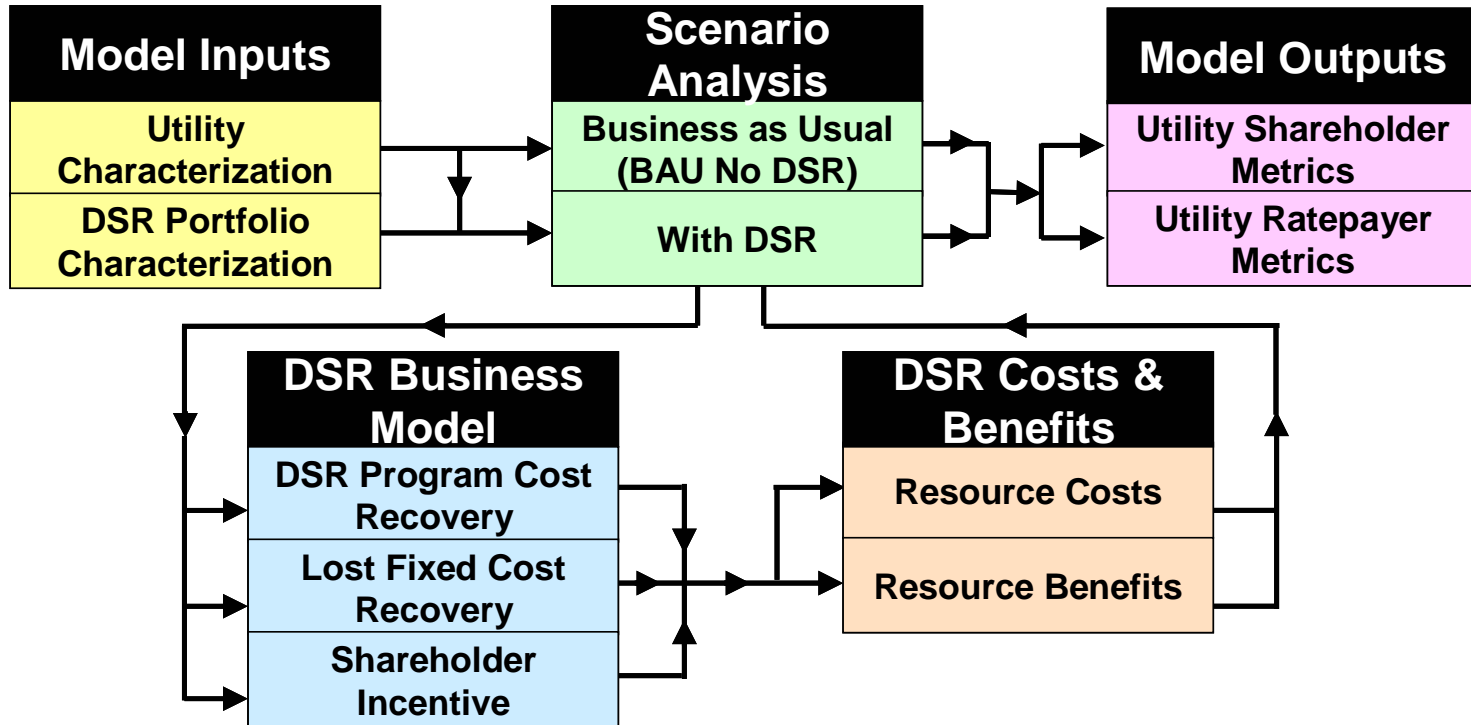 Model Inputs
Utility
Characterization
DSR Portfolio
Characterization
Scenario
Analysis
Business as Usual
(BAU No DSR)
With DSR
Model Outputs
Utility Shareholder
Metrics
Utility Ratepayer
Metrics
DSR Business
Model
DSR Program Cost
Recovery
Lost Fixed Cost
Recovery
Shareholder
Incentive
DSR Costs &
Benefits
Resource Costs
Resource Benefits